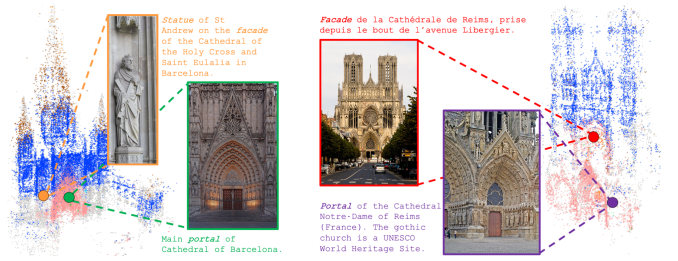 Statue of St
Andrew on the facade
of the Cathedral of
the Holy Cross and
Saint Eulalia in
Barcelona.
Main portal of
Cathedral of Barcelona.
Facade de la Cathédrale de Reims, prise
depuis le bout de l'avenue Libergier.
Portal of the Cathedral
Notre-Dame of Reims
(France). The gothic
church is a UNESCO
World Heritage Site.